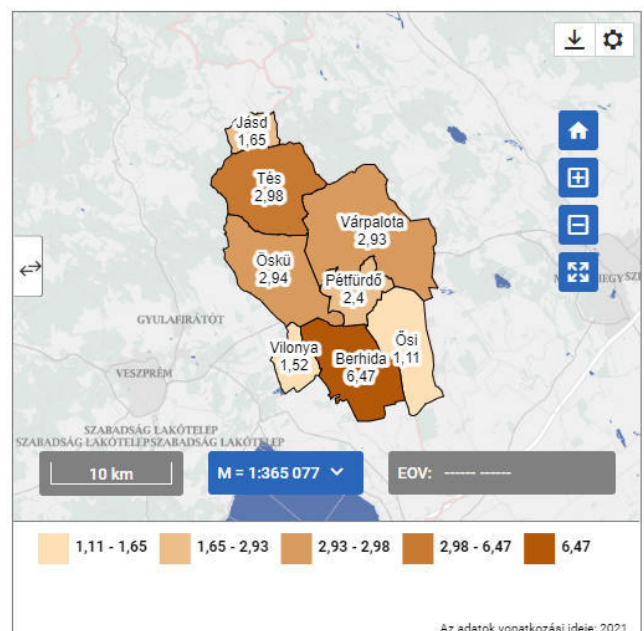 Jásd
1,65
Tés
2,98
Várpalota
2,93
Öskü
2,94
Pétfürdő
2,4
GYULAFIRÁTÓT
Vilonya
1,52
Berhida
6,47
Ősi
1,11
VESZPRÉM
SZABADSÁG LAKÓTELEP
SZABADSÁG LAKÓTELEP SZABADSÁG LAKÓTELEP
10 km
M = 1:365 077
EOV: ------ ------
1,11 - 1,65
1,65 - 2,93
2,93 - 2,98
2,98 - 6,47
6,47
Az adatok vonatkozási ideje: 2021